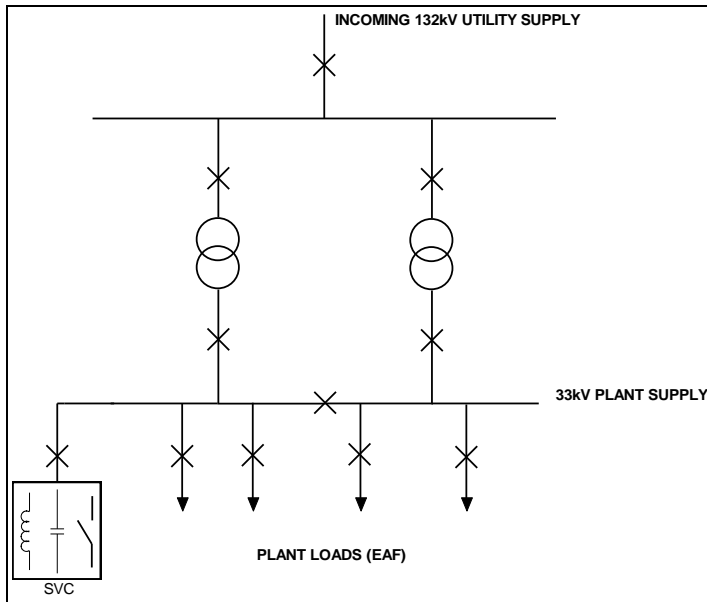 INCOMING 132kV UTILITY SUPPLY
33kV PLANT SUPPLY
PLANT LOADS (EAF)
SVC